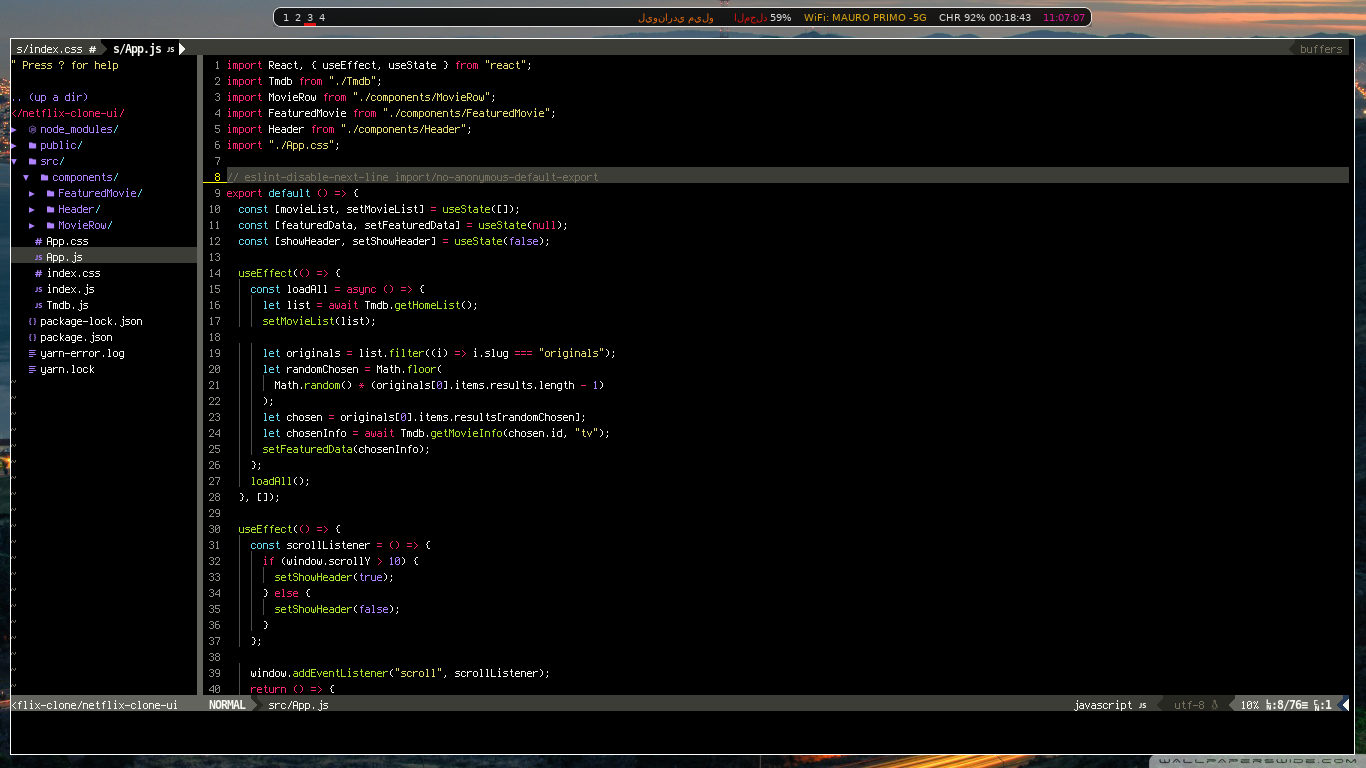 1 2 3 4 ليوناردي ميلو المجلد 59% WiFi: MAURO PRIMO -5G CHR 92% 00:18:43 11:07:07
s/index.css # s/App.js JS buffers
" Press ? for help
.. (up a dir)
</netflix-clone-ui/
node_modules/
public/
src/
components/
FeaturedMovie/
Header/
MovieRow/
App.css
App.js
index.css
index.js
Tmdb.js
package-lock.json
package.json
yarn-error.log
yarn.lock
1 import React, { useEffect, useState } from "react";
2 import Tmdb from "./Tmdb";
3 import MovieRow from "./components/MovieRow";
4 import FeaturedMovie from "./components/FeaturedMovie";
5 import Header from "./components/Header";
6 import "./App.css";
7
8 // eslint-disable-next-line import/no-anonymous-default-export
9 export default () => {
10 const [movieList, setMovieList] = useState([]);
11 const [featuredData, setFeaturedData] = useState(null);
12 const [showHeader, setShowHeader] = useState(false);
13
14 useEffect(() => {
15 const loadAll = async () => {
16 let list = await Tmdb.getHomeList();
17 setMovieList(list);
18
19 let originals = list.filter((i) => i.slug === "originals");
20 let randomChosen = Math.floor(
21 Math.random() * (originals[0].items.results.length - 1)
22 );
23 let chosen = originals[0].items.results[randomChosen];
24 let chosenInfo = await Tmdb.getMovieInfo(chosen.id, "tv");
25 setFeaturedData(chosenInfo);
26 };
27 loadAll();
28 }, []);
29
30 useEffect(() => {
31 const scrollListener = () => {
32 if (window.scrollY > 10) {
33 setShowHeader(true);
34 } else {
35 setShowHeader(false);
36 }
37 };
38
39 window.addEventListener("scroll", scrollListener);
40 return () => {
<flix-clone/netflix-clone-ui NORMAL src/App.js javascript JS utf-8 10% :8/76 :1
WALLPAPERSWIDE.COM